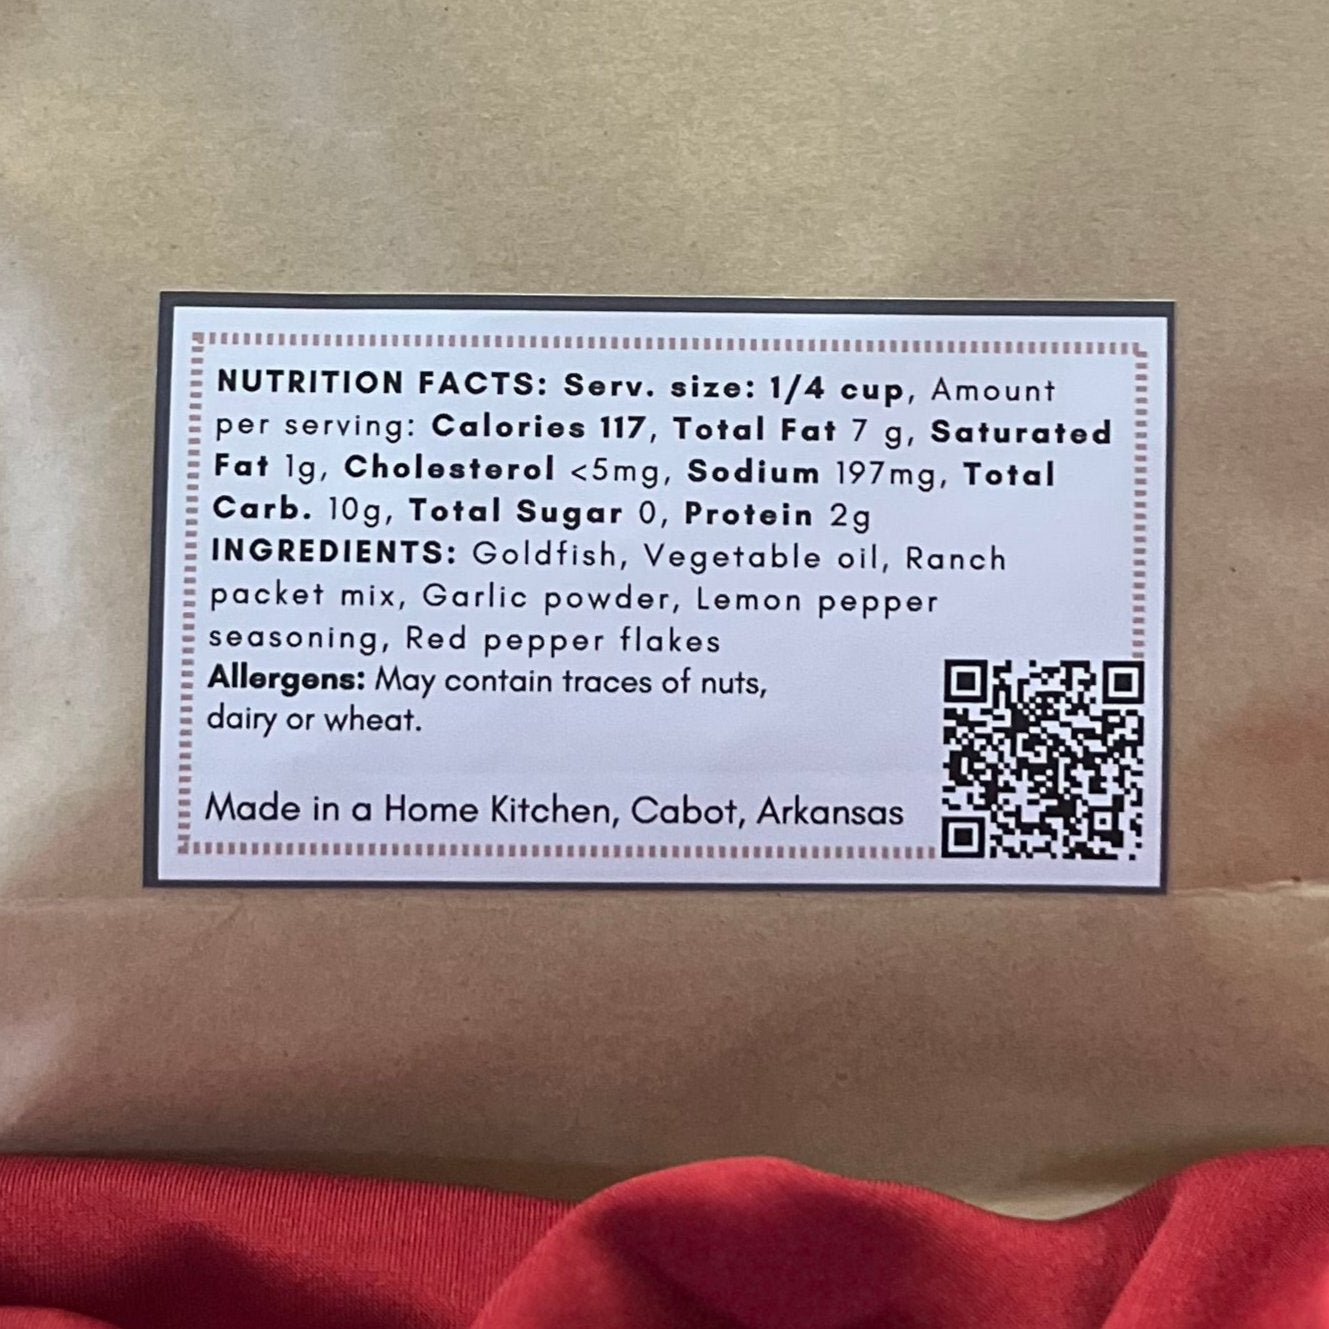 NUTRITION FACTS: Serv. size: 1/4 cup, Amount
per serving: Calories 117, Total Fat 7 g, Saturated
Fat 1g, Cholesterol <5mg, Sodium 197mg, Total
Carb. 10g, Total Sugar 0, Protein 2g
INGREDIENTS: Goldfish, Vegetable oil, Ranch
packet mix, Garlic powder, Lemon pepper
seasoning, Red pepper flakes
Allergens: May contain traces of nuts,
dairy or wheat.
Made in a Home Kitchen, Cabot, Arkansas